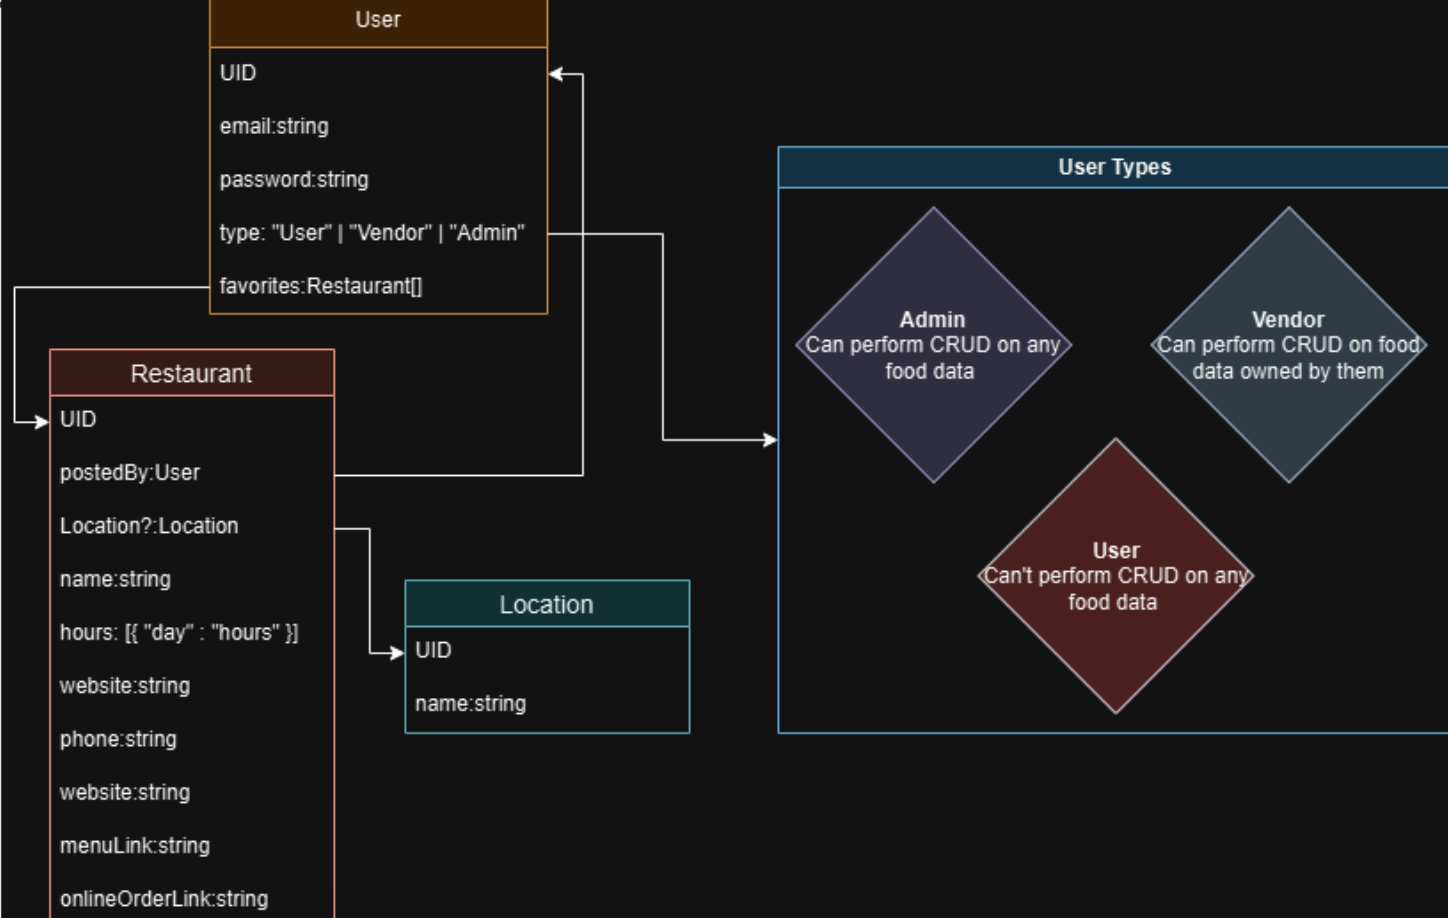 User
UID
email:string
password:string
type: "User" | "Vendor" | "Admin"
favorites:Restaurant[]
Restaurant
UID
postedBy:User
Location?:Location
name:string
hours: [{ "day" : "hours" }]
website:string
phone:string
website:string
menuLink:string
onlineOrderLink:string
Location
UID
name:string
User Types
Admin
Can perform CRUD on any
food data
Vendor
Can perform CRUD on food
data owned by them
User
Can't perform CRUD on any
food data